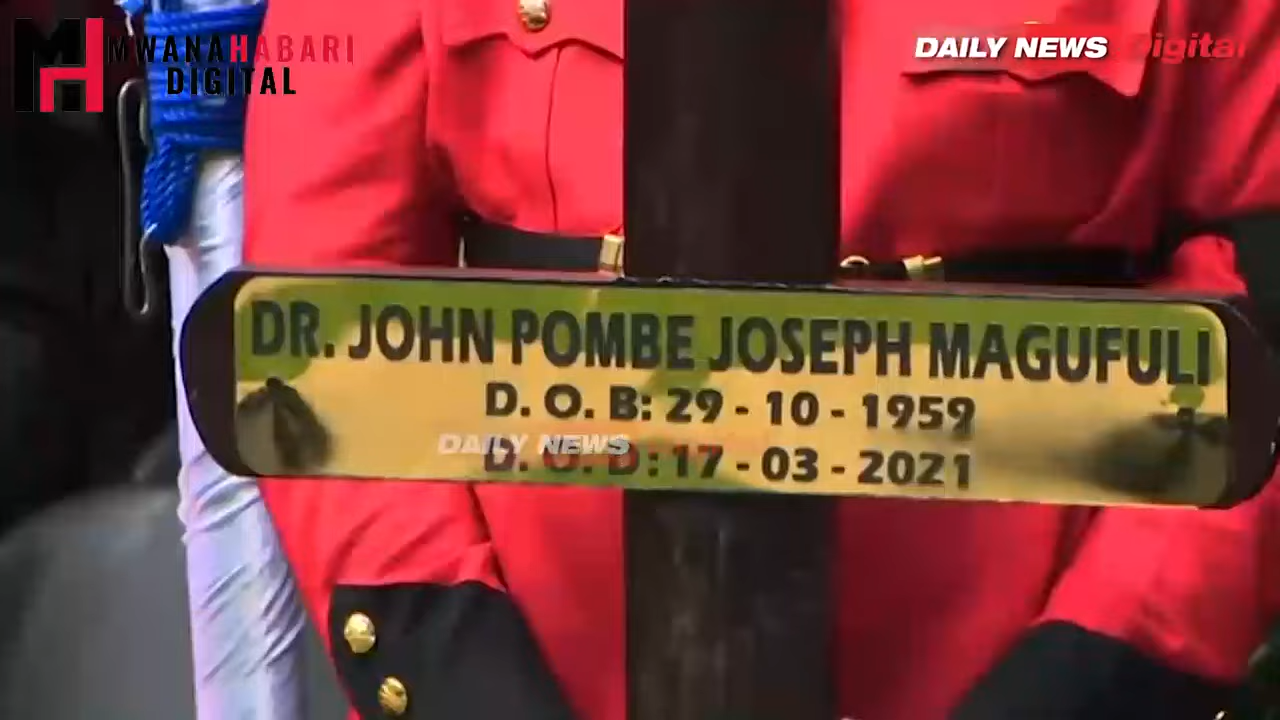 MWANAHABARI
DIGITAL
DAILY NEWS Digital
DR. JOHN POMBE JOSEPH MAGUFULI
D. O. B: 29 - 10 - 1959
DAILY NEWS
D. O. D: 17 - 03 - 2021